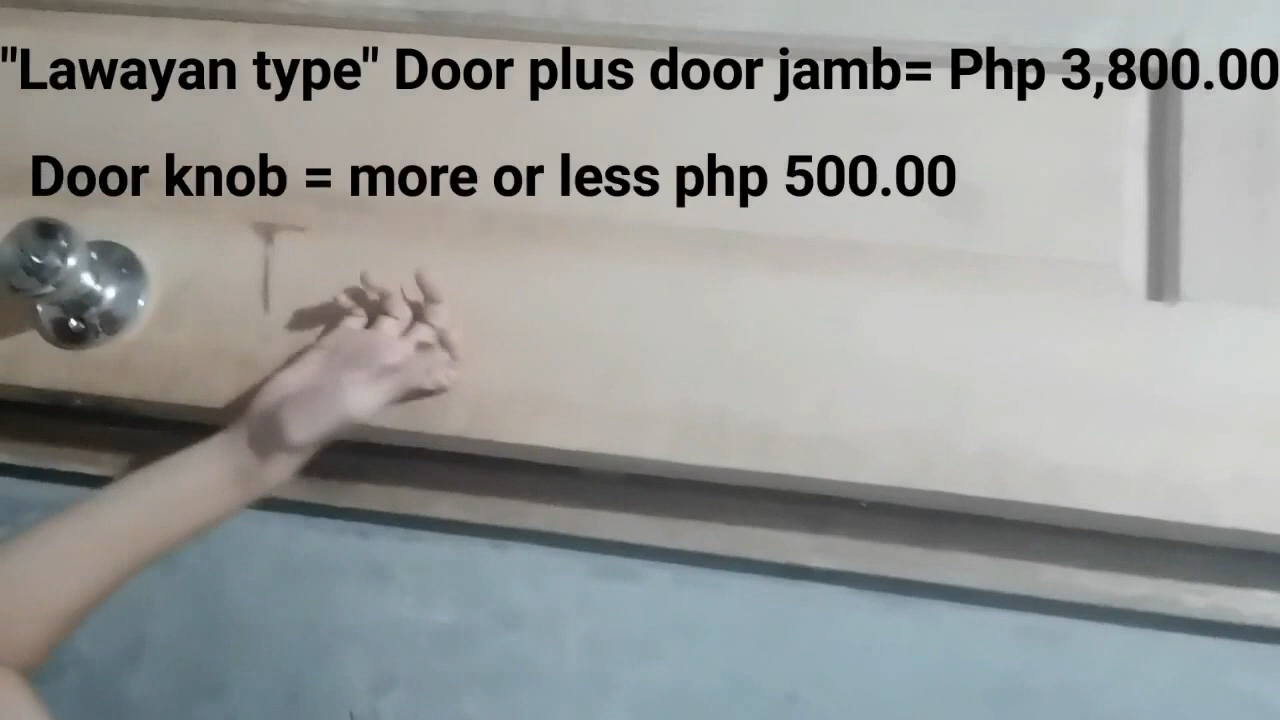 "Lawayan type" Door plus door jamb= Php 3,800.00
Door knob = more or less php 500.00